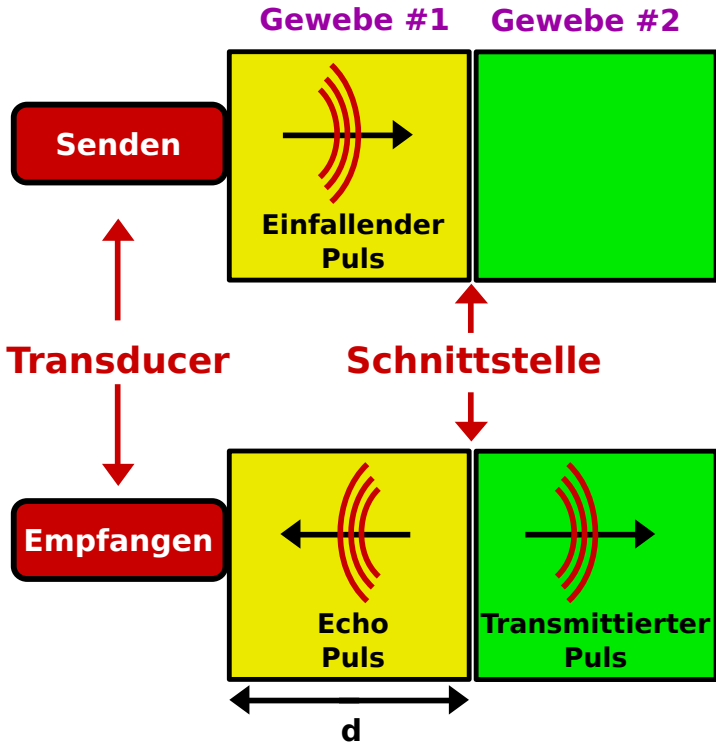 Gewebe #1
Gewebe #2
Senden
Einfallender
Puls
Transducer
Schnittstelle
Empfangen
Echo
Puls
Transmittierter
Puls
d